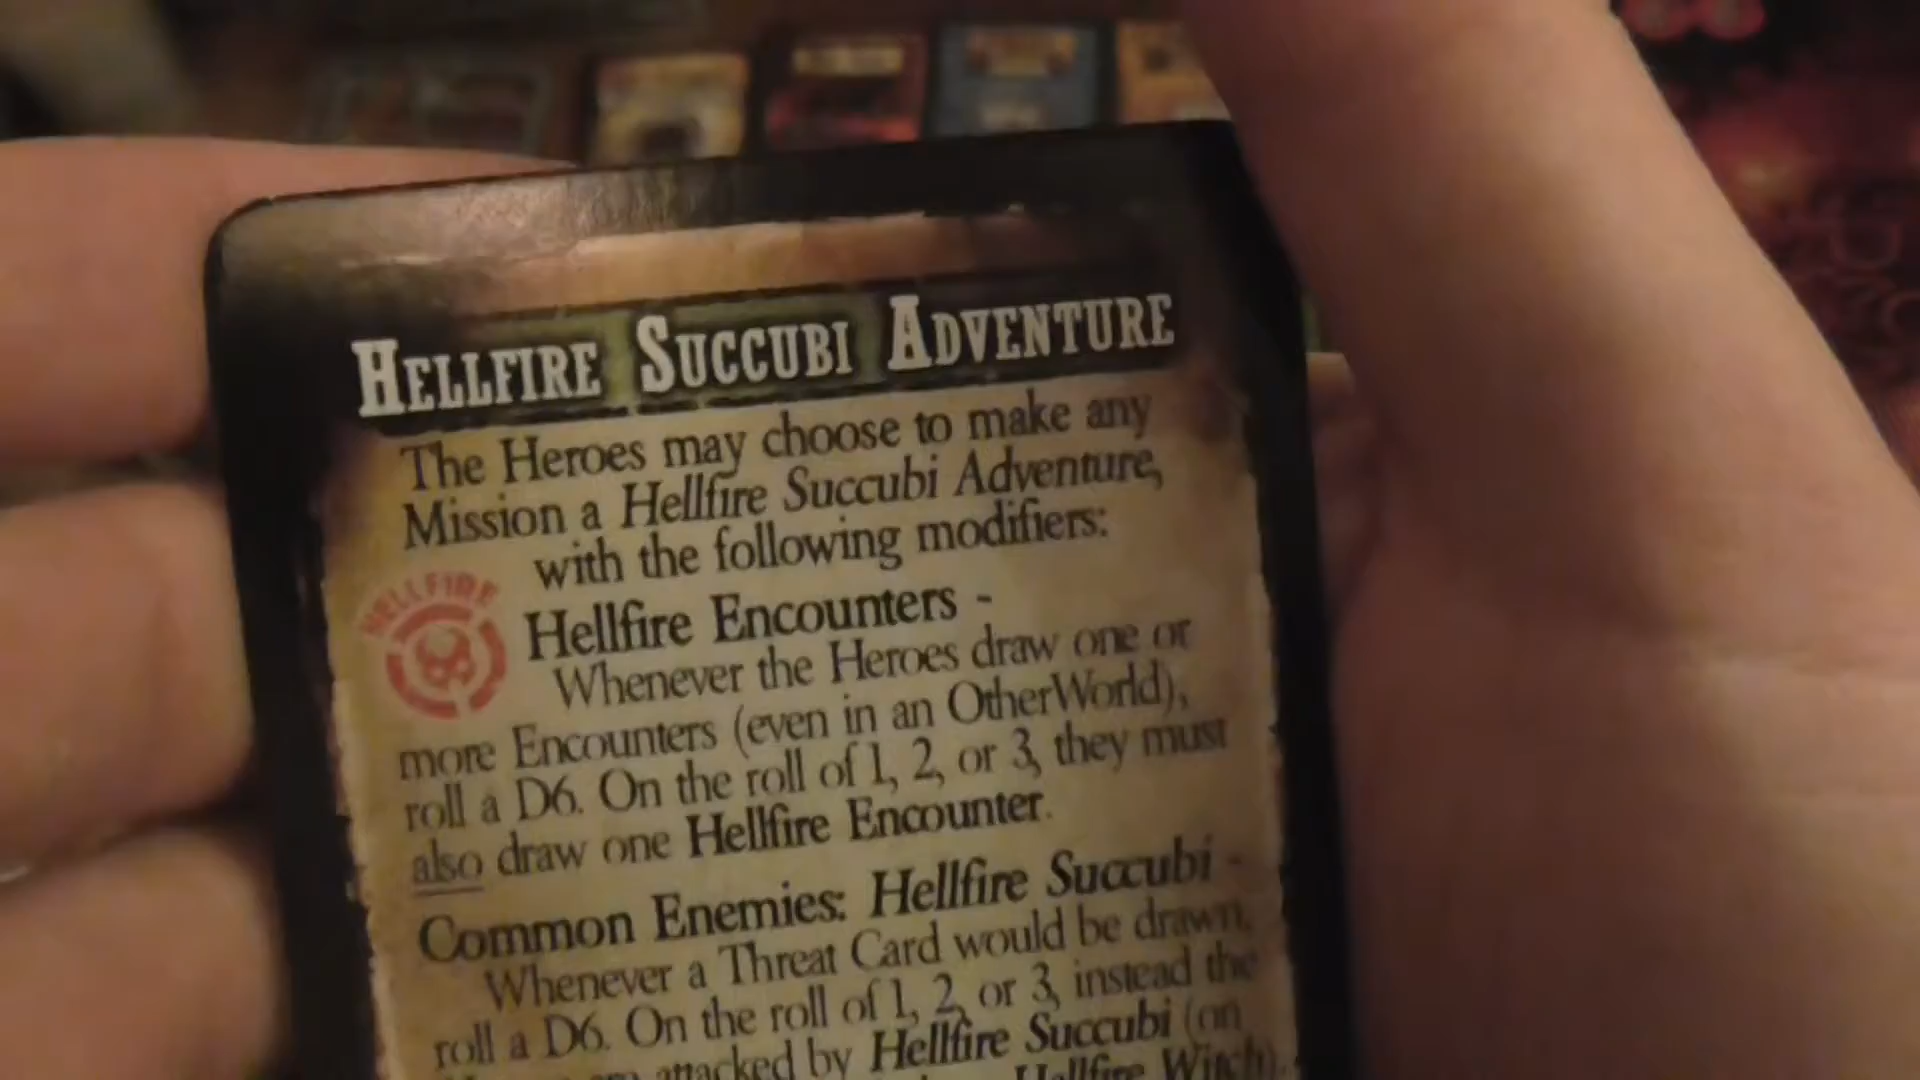 HELLFIRE SUCCUBI ADVENTURE
The Heroes may choose to make any
Mission a Hellfire Succubi Adventure,
with the following modifiers:
HELLFIRE
Hellfire Encounters -
Whenever the Heroes draw one or
more Encounters (even in an OtherWorld),
roll a D6. On the roll of 1, 2, or 3, they must
also draw one Hellfire Encounter.
Common Enemies: Hellfire Succubi -
Whenever a Threat Card would be drawn,
roll a D6. On the roll of 1, 2, or 3, instead the
attacked by Hellfire Succubi (on
Hellfire Witch).